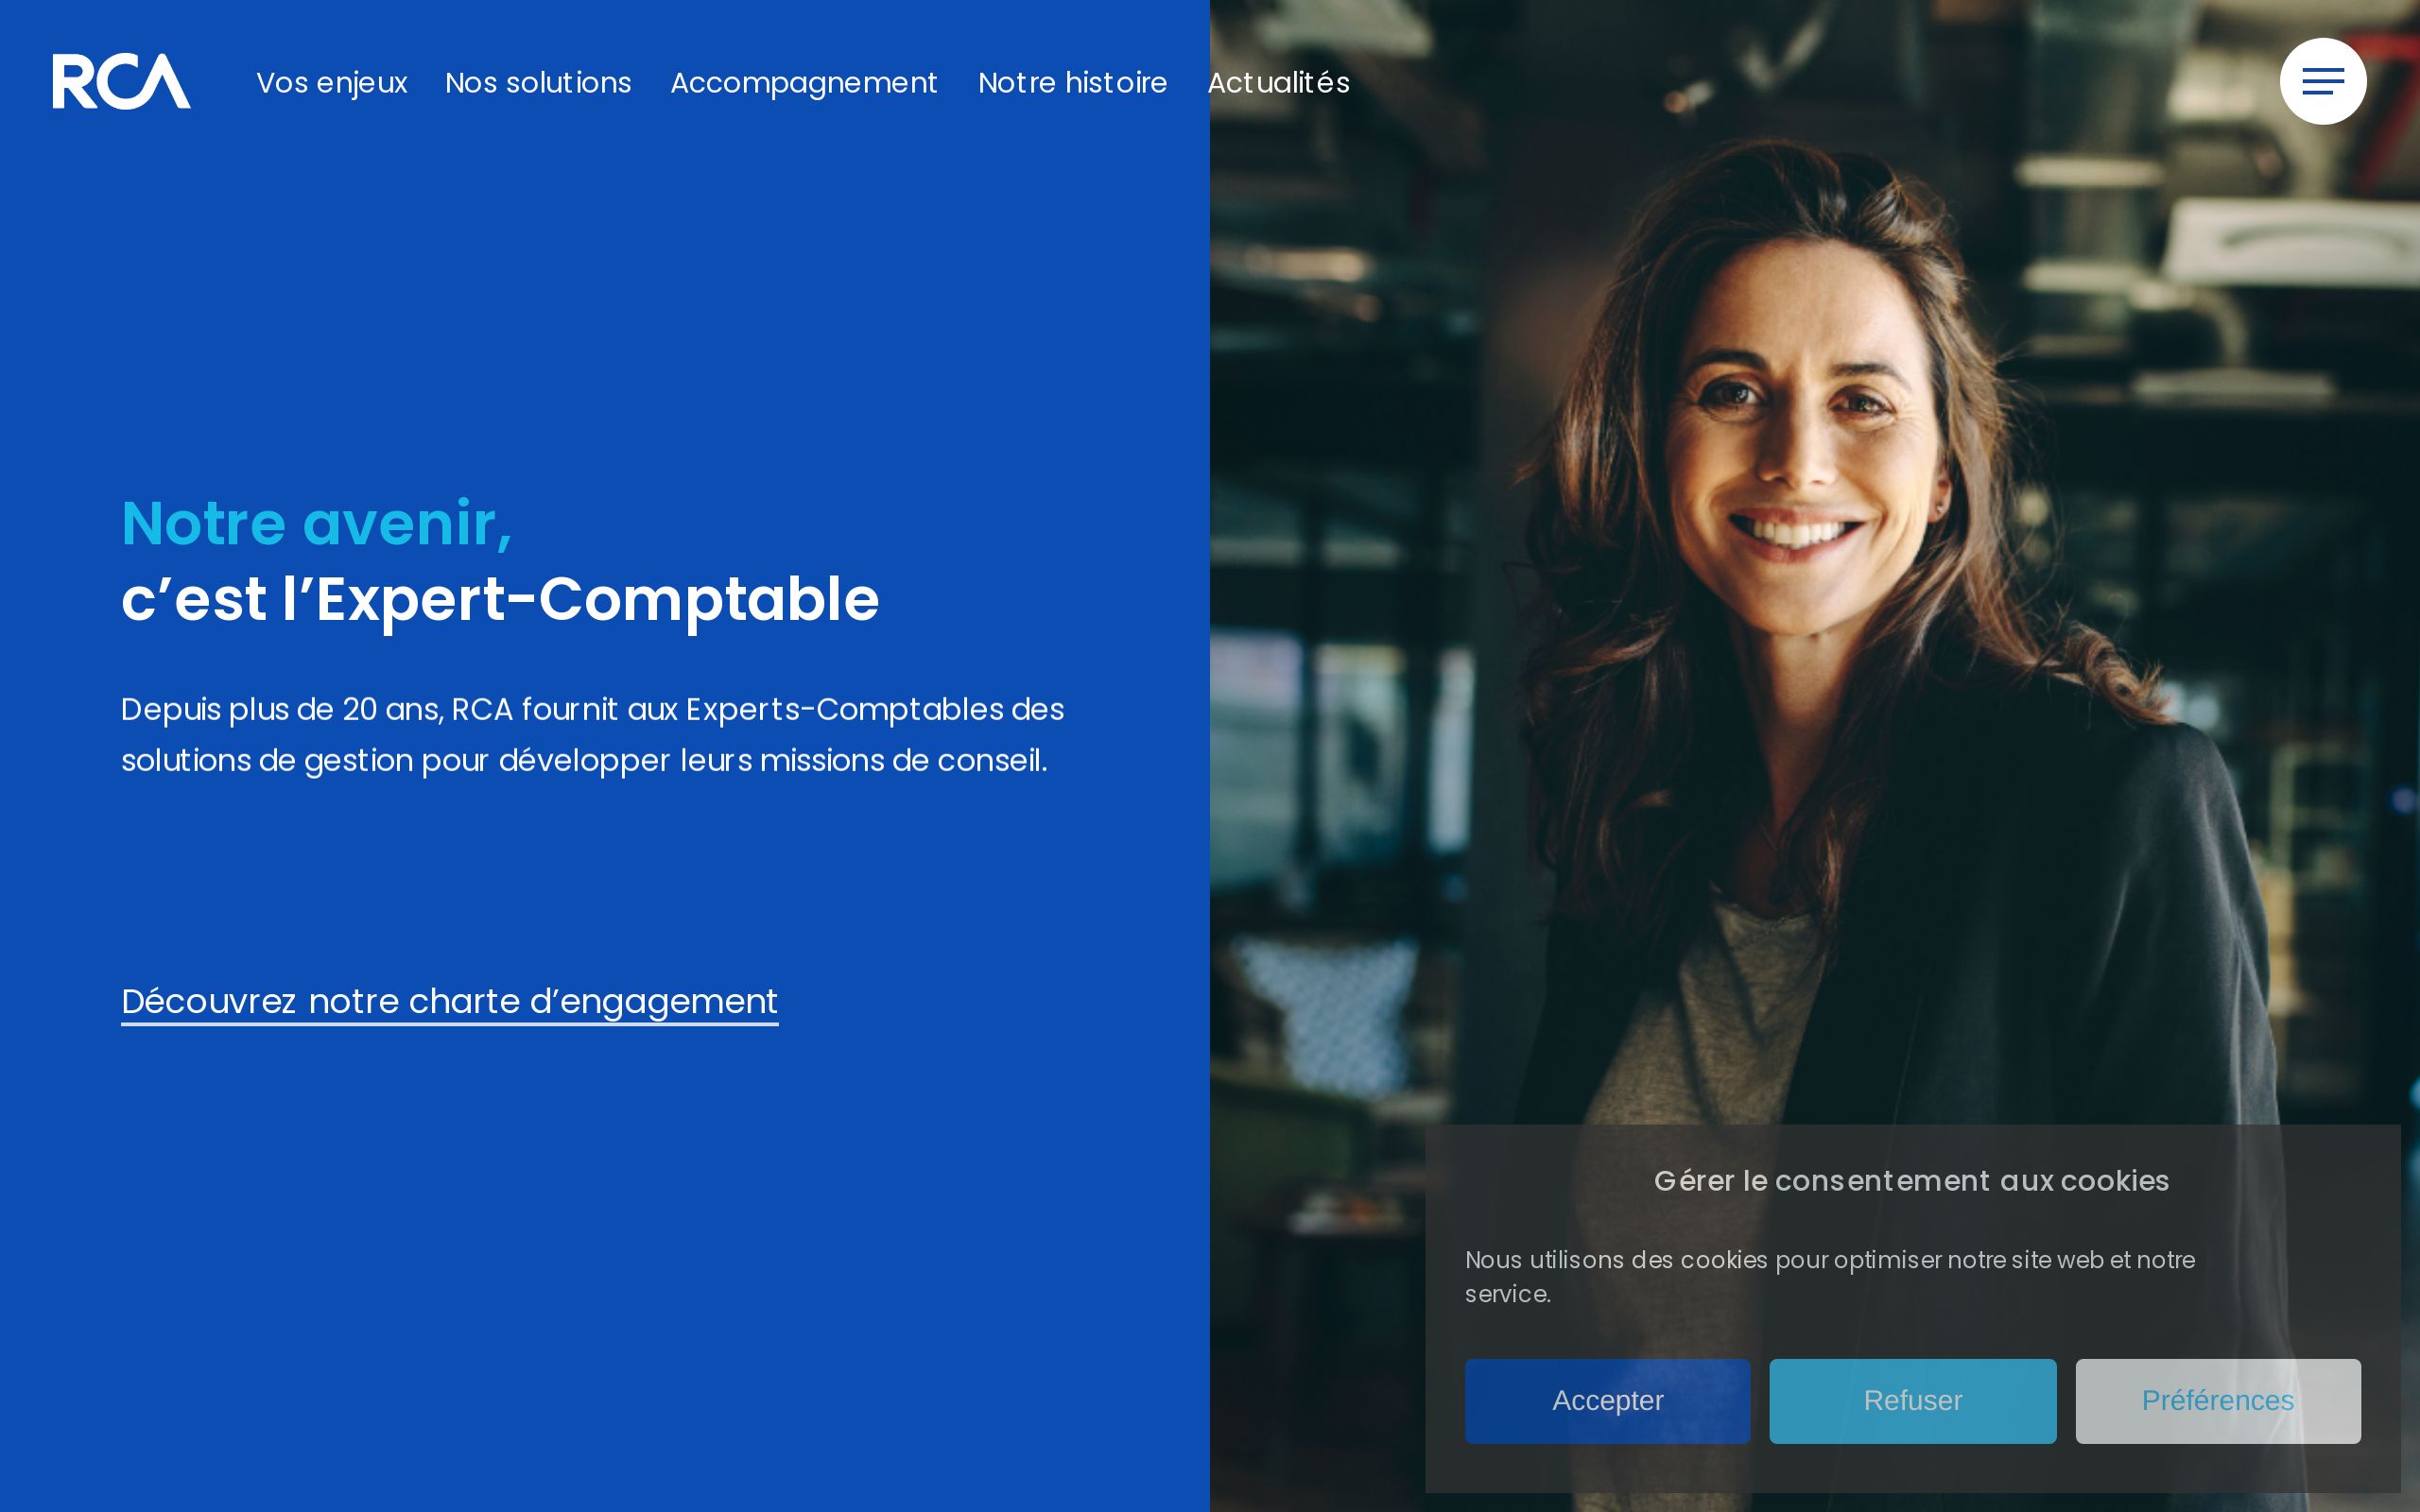 RCA
Vos enjeux
Nos solutions
Accompagnement
Notre histoire
Actualités
Notre avenir,
c’est l’Expert-Comptable
Depuis plus de 20 ans, RCA fournit aux Experts-Comptables des
solutions de gestion pour développer leurs missions de conseil.
Découvrez notre charte d’engagement
Gérer le consentement aux cookies
Nous utilisons des cookies pour optimiser notre site web et notre
service.
Accepter
Refuser
Préférences